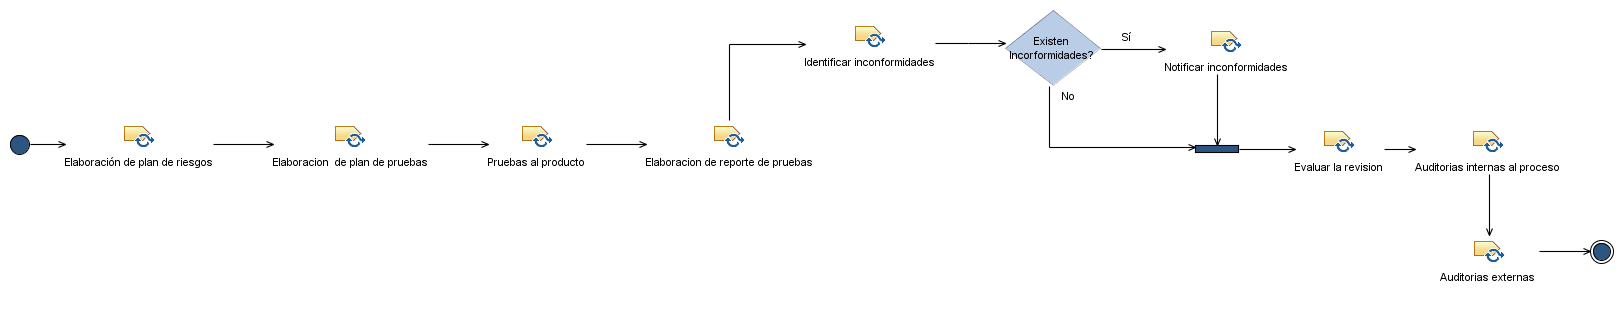 Elaboración de plan de riesgos
Elaboracion de plan de pruebas
Pruebas al producto
Elaboracion de reporte de pruebas
Identificar inconformidades
Existen
Incorformidades?
Sí
No
Notificar inconformidades
Evaluar la revision
Auditorias internas al proceso
Auditorias externas